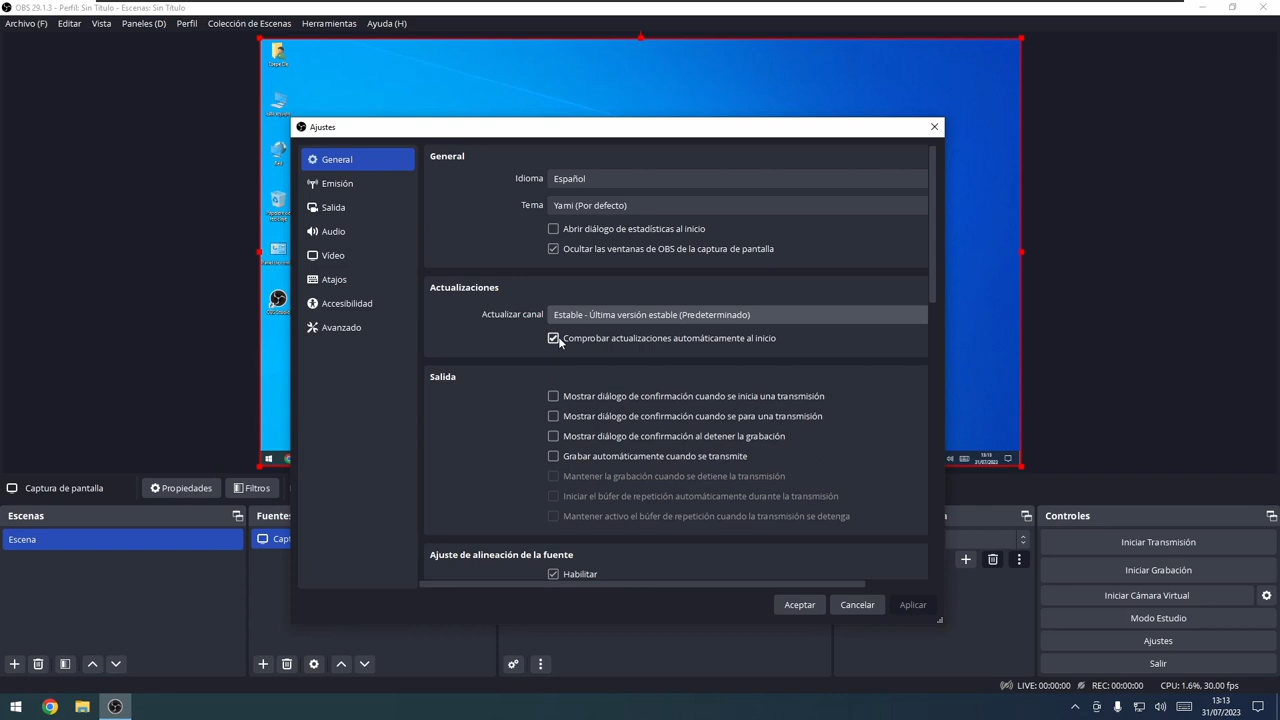 OBS 29.1.3 - Perfil: Sin Título - Escenas: Sin Título
Archivo (F) Editar Vista Paneles (D) Perfil Colección de Escenas Herramientas Ayuda (H)
Ajustes
General
Emisión
Salida
Audio
Vídeo
Atajos
Accesibilidad
Avanzado
General
Idioma Español
Tema Yami (Por defecto)
Abrir diálogo de estadísticas al inicio
Ocultar las ventanas de OBS de la captura de pantalla
Actualizaciones
Actualizar canal Estable - Última versión estable (Predeterminado)
Comprobar actualizaciones automáticamente al inicio
Salida
Mostrar diálogo de confirmación cuando se inicia una transmisión
Mostrar diálogo de confirmación cuando se para una transmisión
Mostrar diálogo de confirmación al detener la grabación
Grabar automáticamente cuando se transmite
Mantener la grabación cuando se detiene la transmisión
Iniciar el búfer de repetición automáticamente durante la transmisión
Mantener activo el búfer de repetición cuando la transmisión se detenga
Ajuste de alineación de la fuente
Habilitar
Aceptar Cancelar Aplicar
13:13
31/07/2023
Captura de pantalla Propiedades Filtros
Escenas
Escena
Fuentes
Capt
Controles
Iniciar Transmisión
Iniciar Grabación
Iniciar Cámara Virtual
Modo Estudio
Ajustes
Salir
LIVE: 00:00:00 REC: 00:00:00 CPU: 1.6%, 30.00 fps
13:13
31/07/2023